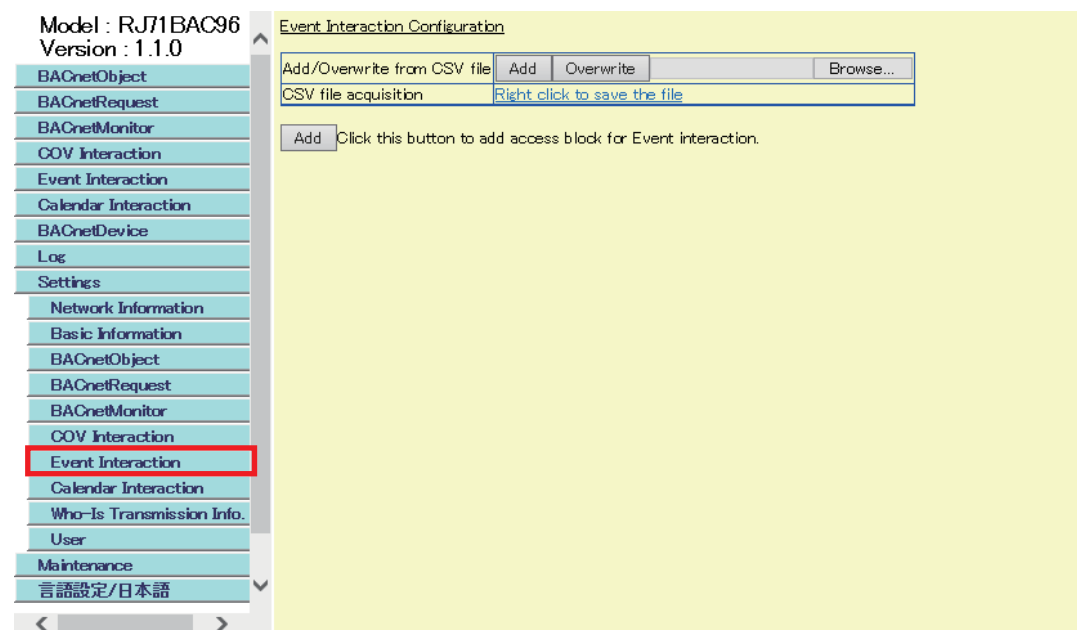 Model : RJ71BAC96
Version : 1.1.0
BACnetObject
BACnetRequest
BACnetMonitor
COV Interaction
Event Interaction
Calendar Interaction
BACnetDevice
Log
Settings
Network Information
Basic Information
BACnetObject
BACnetRequest
BACnetMonitor
COV Interaction
Event Interaction
Calendar Interaction
Who-Is Transmission Info.
User
Maintenance
言語設定/日本語
Event Interaction Configuration
Add/Overwrite from CSV file Add Overwrite Browse...
CSV file acquisition Right click to save the file
Add Click this button to add access block for Event interaction.